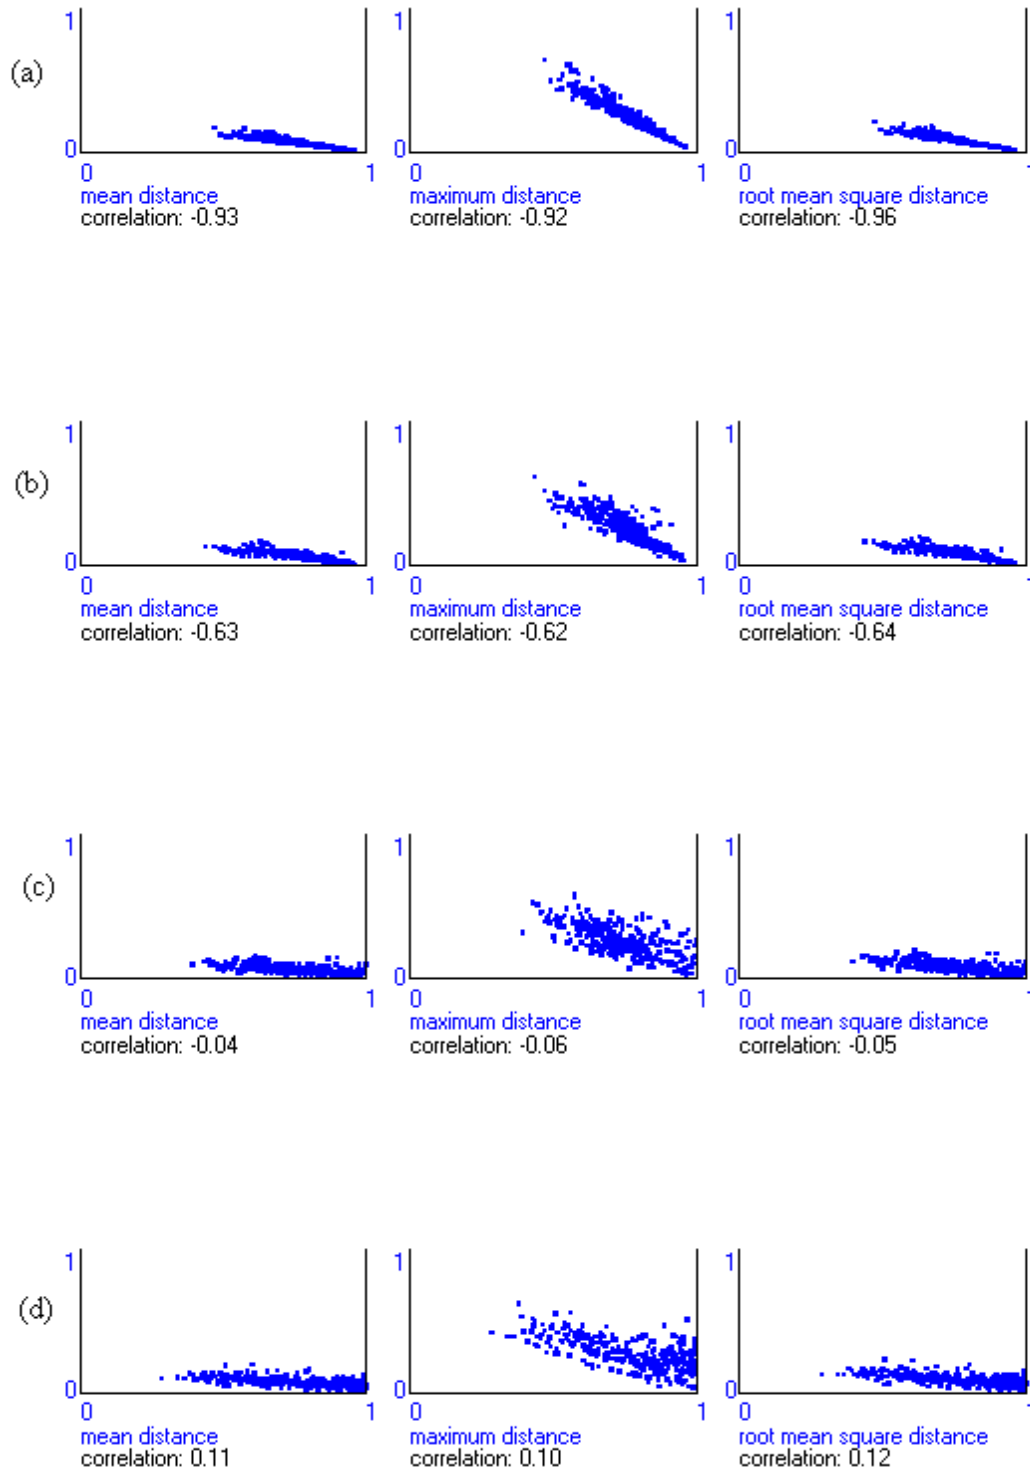 (a)
1 1 1
0 0 0
0 1 0 1 0 1
mean distance maximum distance root mean square distance
correlation: -0.93 correlation: -0.92 correlation: -0.96
(b)
1 1 1
0 0 0
0 1 0 1 0 1
mean distance maximum distance root mean square distance
correlation: -0.63 correlation: -0.62 correlation: -0.64
(c)
1 1 1
0 0 0
0 1 0 1 0 1
mean distance maximum distance root mean square distance
correlation: -0.04 correlation: -0.06 correlation: -0.05
(d)
1 1 1
0 0 0
0 1 0 1 0 1
mean distance maximum distance root mean square distance
correlation: 0.11 correlation: 0.10 correlation: 0.12